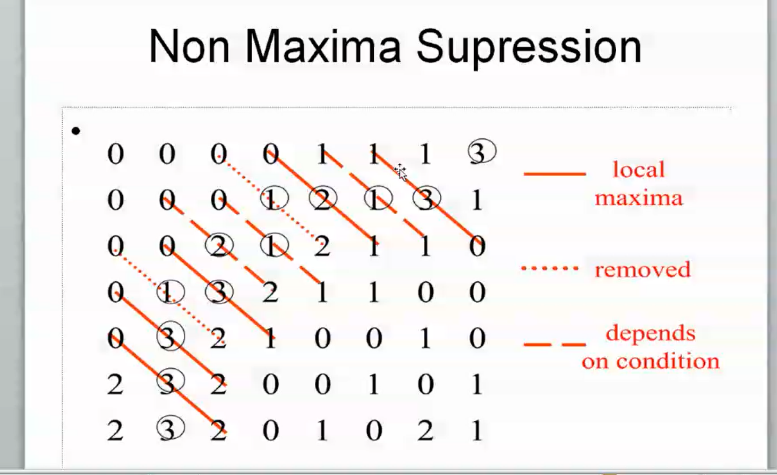 Non Maxima Supression
0 0 0 0 1 1 1 3
0 0 0 1 2 1 3 1
0 0 2 1 2 1 1 0
0 1 3 2 1 1 0 0
0 3 2 1 0 0 1 0
2 3 2 0 0 1 0 1
2 3 2 0 1 0 2 1
local
maxima
removed
depends
on condition